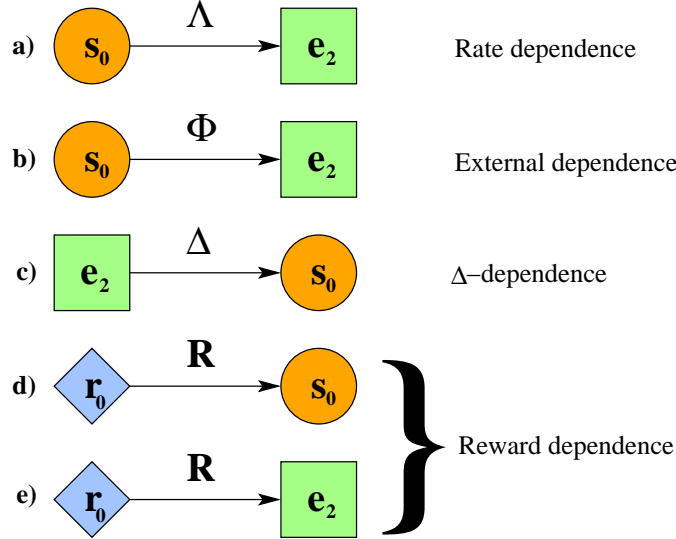 Λ
a) s₀ e₂ Rate dependence
Φ
b) s₀ e₂ External dependence
Δ
c) e₂ s₀ Δ−dependence
R
d) r₀ s₀
} Reward dependence
R
e) r₀ e₂